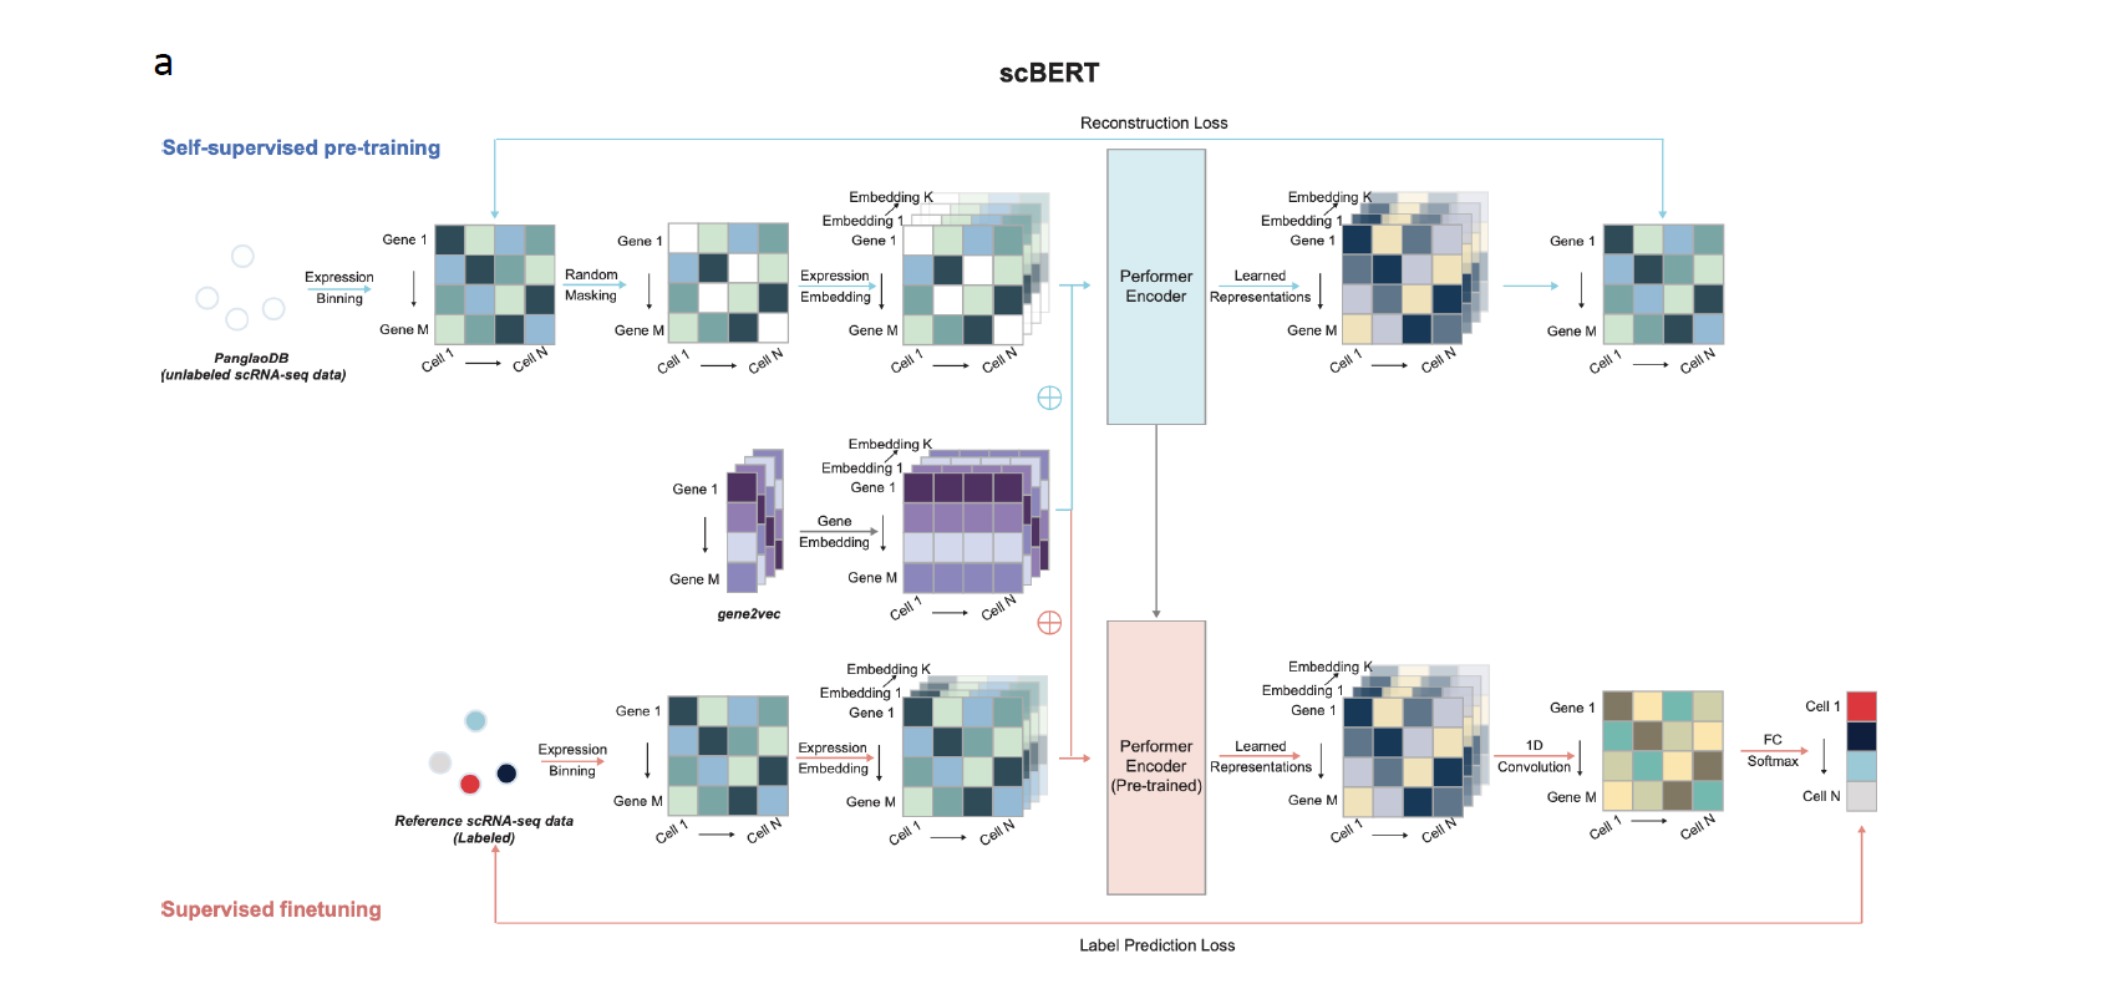 a
scBERT
Reconstruction Loss
Self-supervised pre-training
PanglaoDB
(unlabeled scRNA-seq data)
Expression
Binning
Gene 1
Gene M
Cell 1
Cell N
Random
Masking
Gene 1
Gene M
Cell 1
Cell N
Expression
Embedding
Embedding K
Embedding 1
Gene 1
Gene M
Cell 1
Cell N
Performer
Encoder
Learned
Representations
Embedding K
Embedding 1
Gene 1
Gene M
Cell 1
Cell N
Gene 1
Gene M
Cell 1
Cell N
Gene 1
Gene M
gene2vec
Gene
Embedding
Embedding K
Embedding 1
Gene 1
Gene M
Cell 1
Cell N
Reference scRNA-seq data
(Labeled)
Expression
Binning
Gene 1
Gene M
Cell 1
Cell N
Expression
Embedding
Embedding K
Embedding 1
Gene 1
Gene M
Cell 1
Cell N
Performer
Encoder
(Pre-trained)
Learned
Representations
Embedding K
Embedding 1
Gene 1
Gene M
Cell 1
Cell N
1D
Convolution
Gene 1
Gene M
Cell 1
Cell N
FC
Softmax
Cell 1
Cell N
Supervised finetuning
Label Prediction Loss